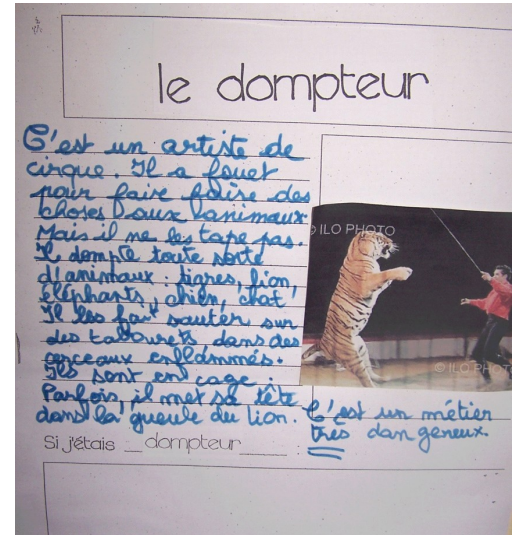 le dompteur
C'est un artiste de
cirque. Il a fouet
pour faire faire des
choses aux l'animaux
Mais il ne les tape pas.
Il dompte toute sorte
d'animaux : tigres, lion,
éléphants, chien, chat
Il les fait sauter sur
des tabourets, dans des
cerceaux enflammés.
Ils sont en cage.
Parfois, il met sa tête
dans la gueule du lion.
C'est un métier
très dangereux.
Si j'étais _ dompteur____
© ILO PHOTO
© ILO PHOT